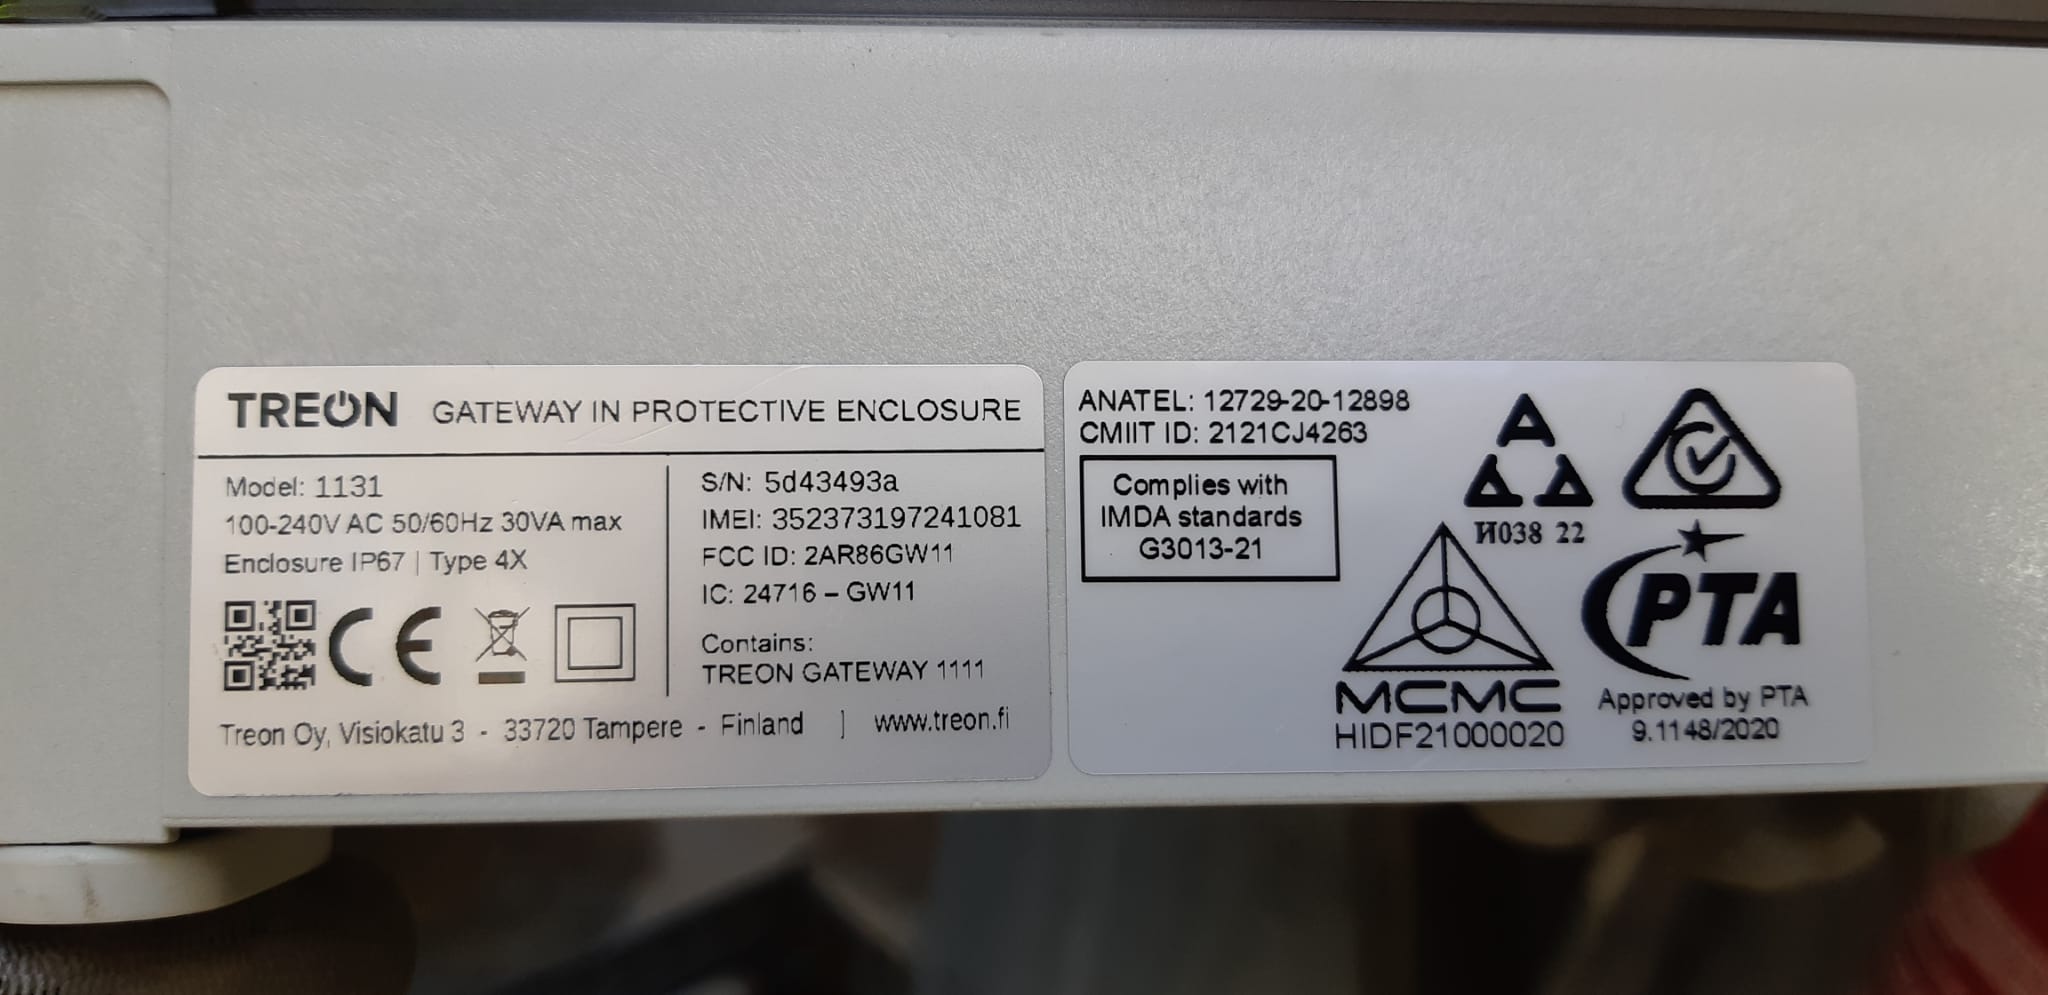 TREON GATEWAY IN PROTECTIVE ENCLOSURE
Model: 1131
100-240V AC 50/60Hz 30VA max
Enclosure IP67 | Type 4X
CE
S/N: 5d43493a
IMEI: 352373197241081
FCC ID: 2AR86GW11
IC: 24716 – GW11
Contains:
TREON GATEWAY 1111
Treon Oy, Visiokatu 3 - 33720 Tampere - Finland ] www.treon.fi
ANATEL: 12729-20-12898
CMIIT ID: 2121CJ4263
Complies with
IMDA standards
G3013-21
И038 22
MCMC
HIDF21000020
PTA
Approved by PTA
9.1148/2020